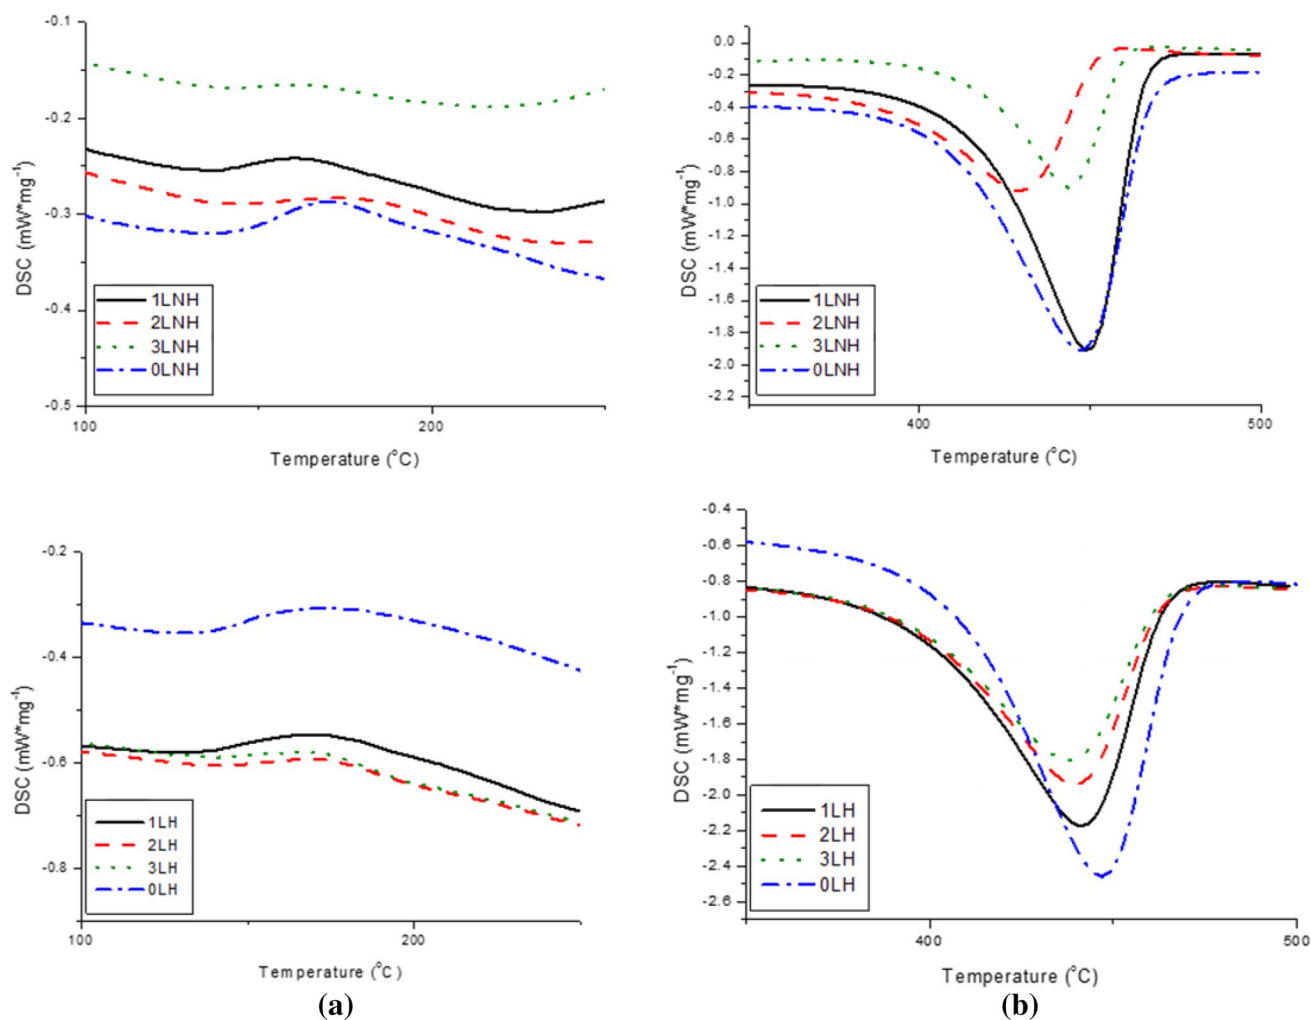 -0.1
-0.2
-0.3
-0.4
-0.5
DSC (mW*mg-1)
1LNH
2LNH
3LNH
0LNH
100
200
Temperature (oC)
0.0
-0.2
-0.4
-0.6
-0.8
-1.0
-1.2
-1.4
-1.6
-1.8
-2.0
-2.2
DSC (mW*mg-1)
1LNH
2LNH
3LNH
0LNH
400
500
Temperature (oC)
-0.2
-0.4
-0.6
-0.8
DSC (mW*mg-1)
1LH
2LH
3LH
0LH
100
200
Temperature (oC)
(a)
-0.4
-0.6
-0.8
-1.0
-1.2
-1.4
-1.6
-1.8
-2.0
-2.2
-2.4
-2.6
DSC (mW*mg-1)
1LH
2LH
3LH
0LH
400
500
Temperature (oC)
(b)